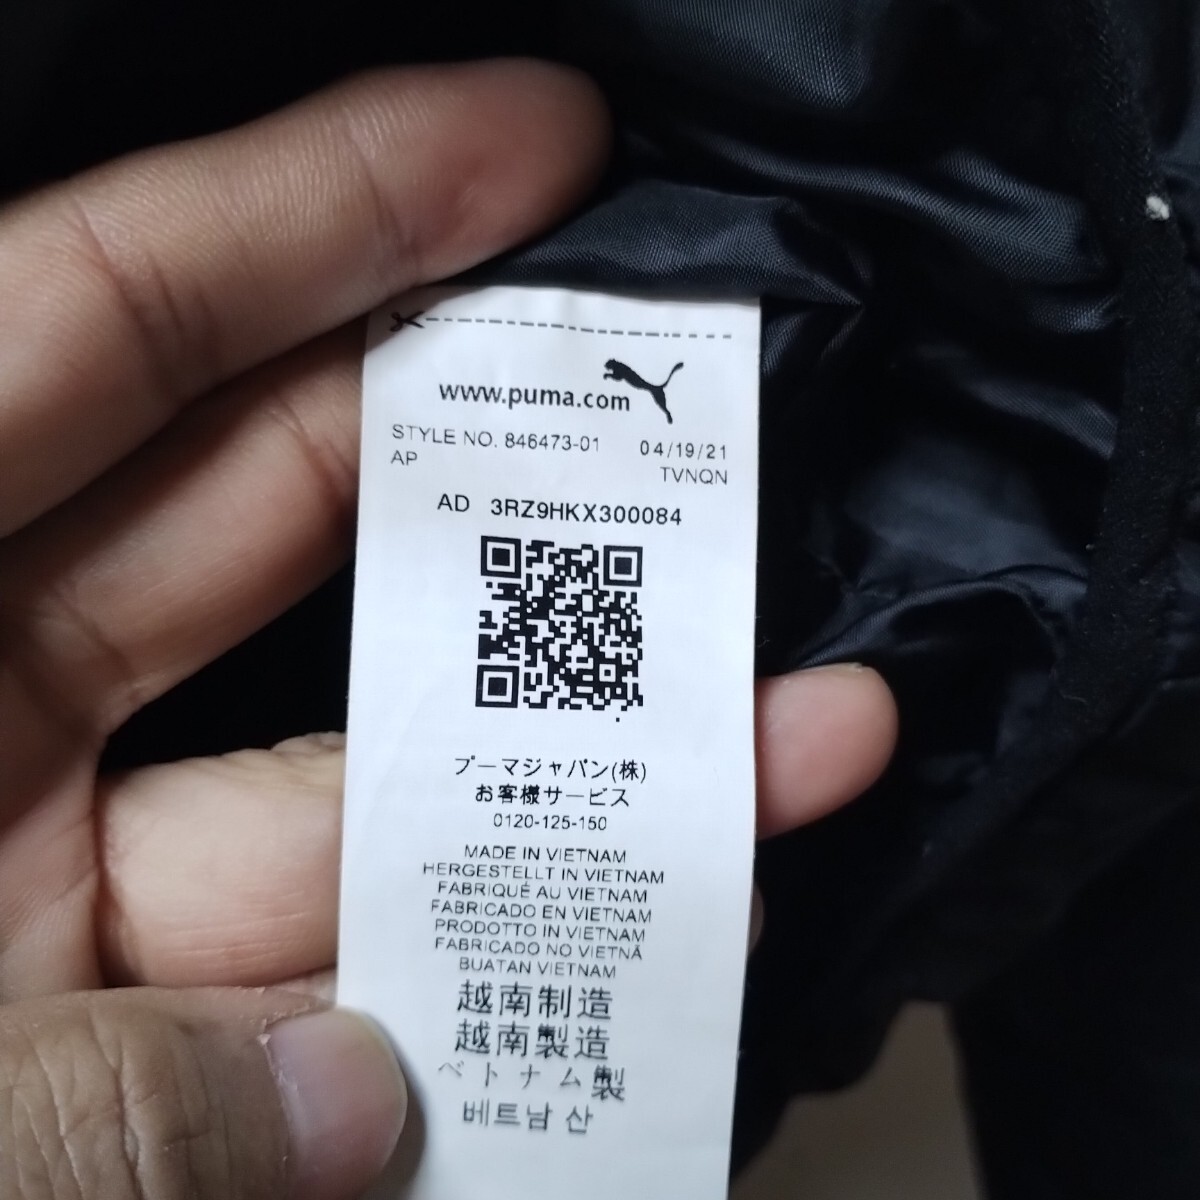 www.puma.com
STYLE NO. 846473-01 04/19/21
AP TVNQN
AD 3RZ9HKX300084
プーマジャパン(株)
お客様サービス
0120-125-150
MADE IN VIETNAM
HERGESTELLT IN VIETNAM
FABRIQUÉ AU VIETNAM
FABRICADO EN VIETNAM
PRODOTTO IN VIETNAM
FABRICADO NO VIETNÃ
BUATAN VIETNAM
越南制造
越南製造
ベトナム製
베트남 산